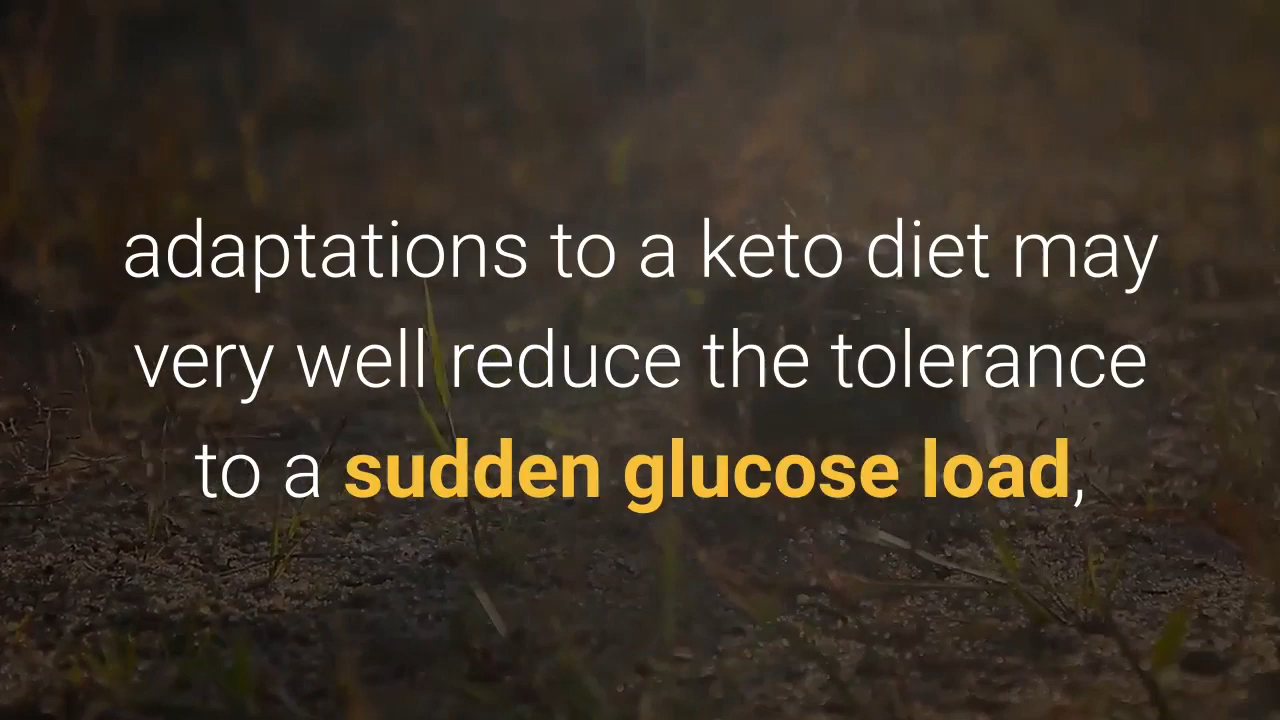 adaptations to a keto diet may
very well reduce the tolerance
to a sudden glucose load,